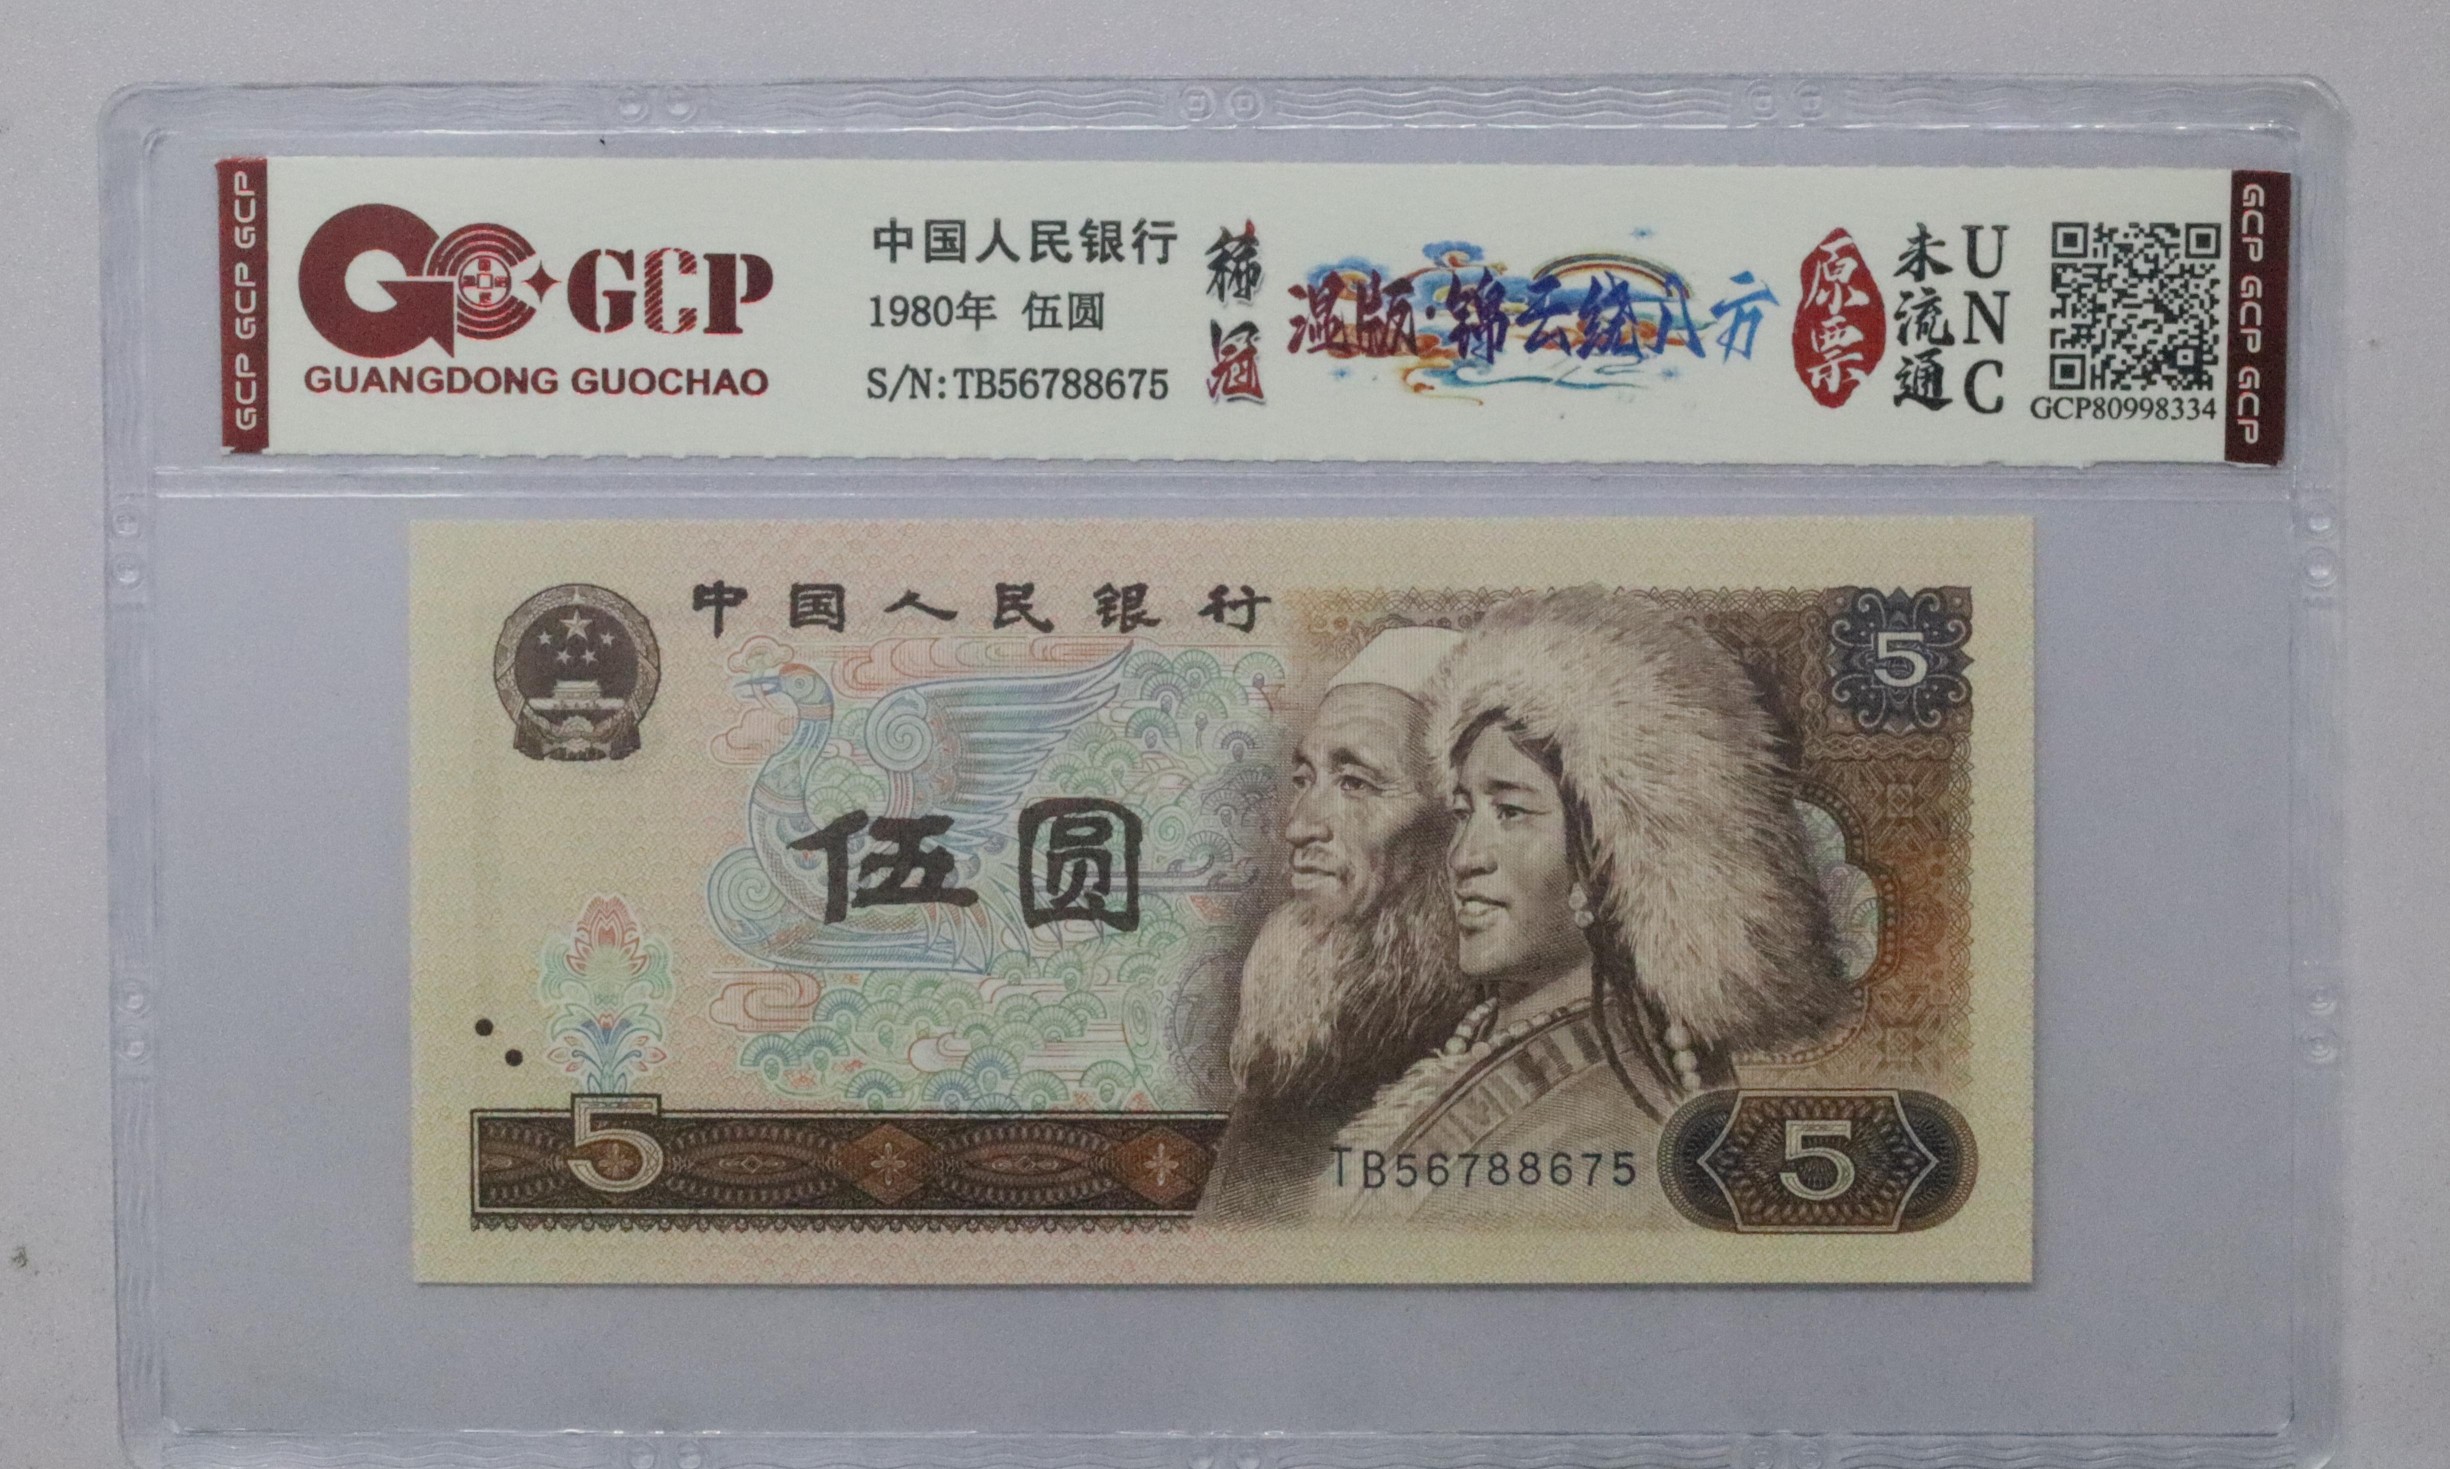 GCP GCP GCP
GCP
GUANGDONG GUOCHAO
中国人民银行
1980年 伍圆
S/N:TB56788675
稀冠
温版·锦云绕八方
原票
未流通
UNC
GCP80998334
GCP GCP GCP
中国人民银行
5
伍圆
5
TB56788675
5